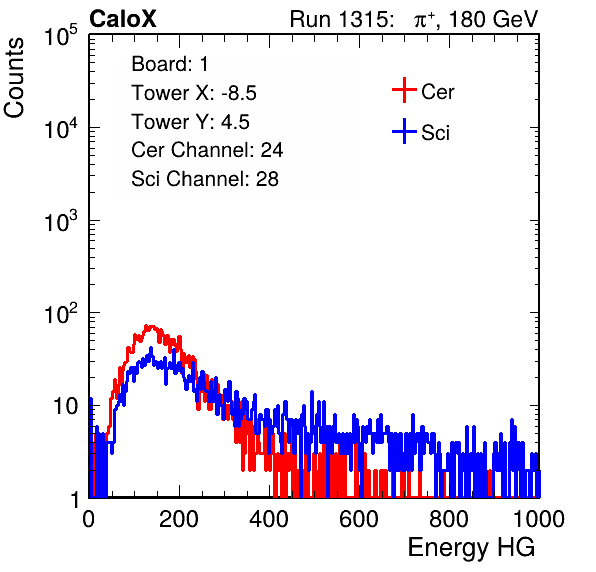 CaloX Run 1315: π⁺, 180 GeV
Counts
10⁵
10⁴
10³
10²
10
1
Board: 1
Tower X: -8.5
Tower Y: 4.5
Cer Channel: 24
Sci Channel: 28
Cer
Sci
0 200 400 600 800 1000
Energy HG